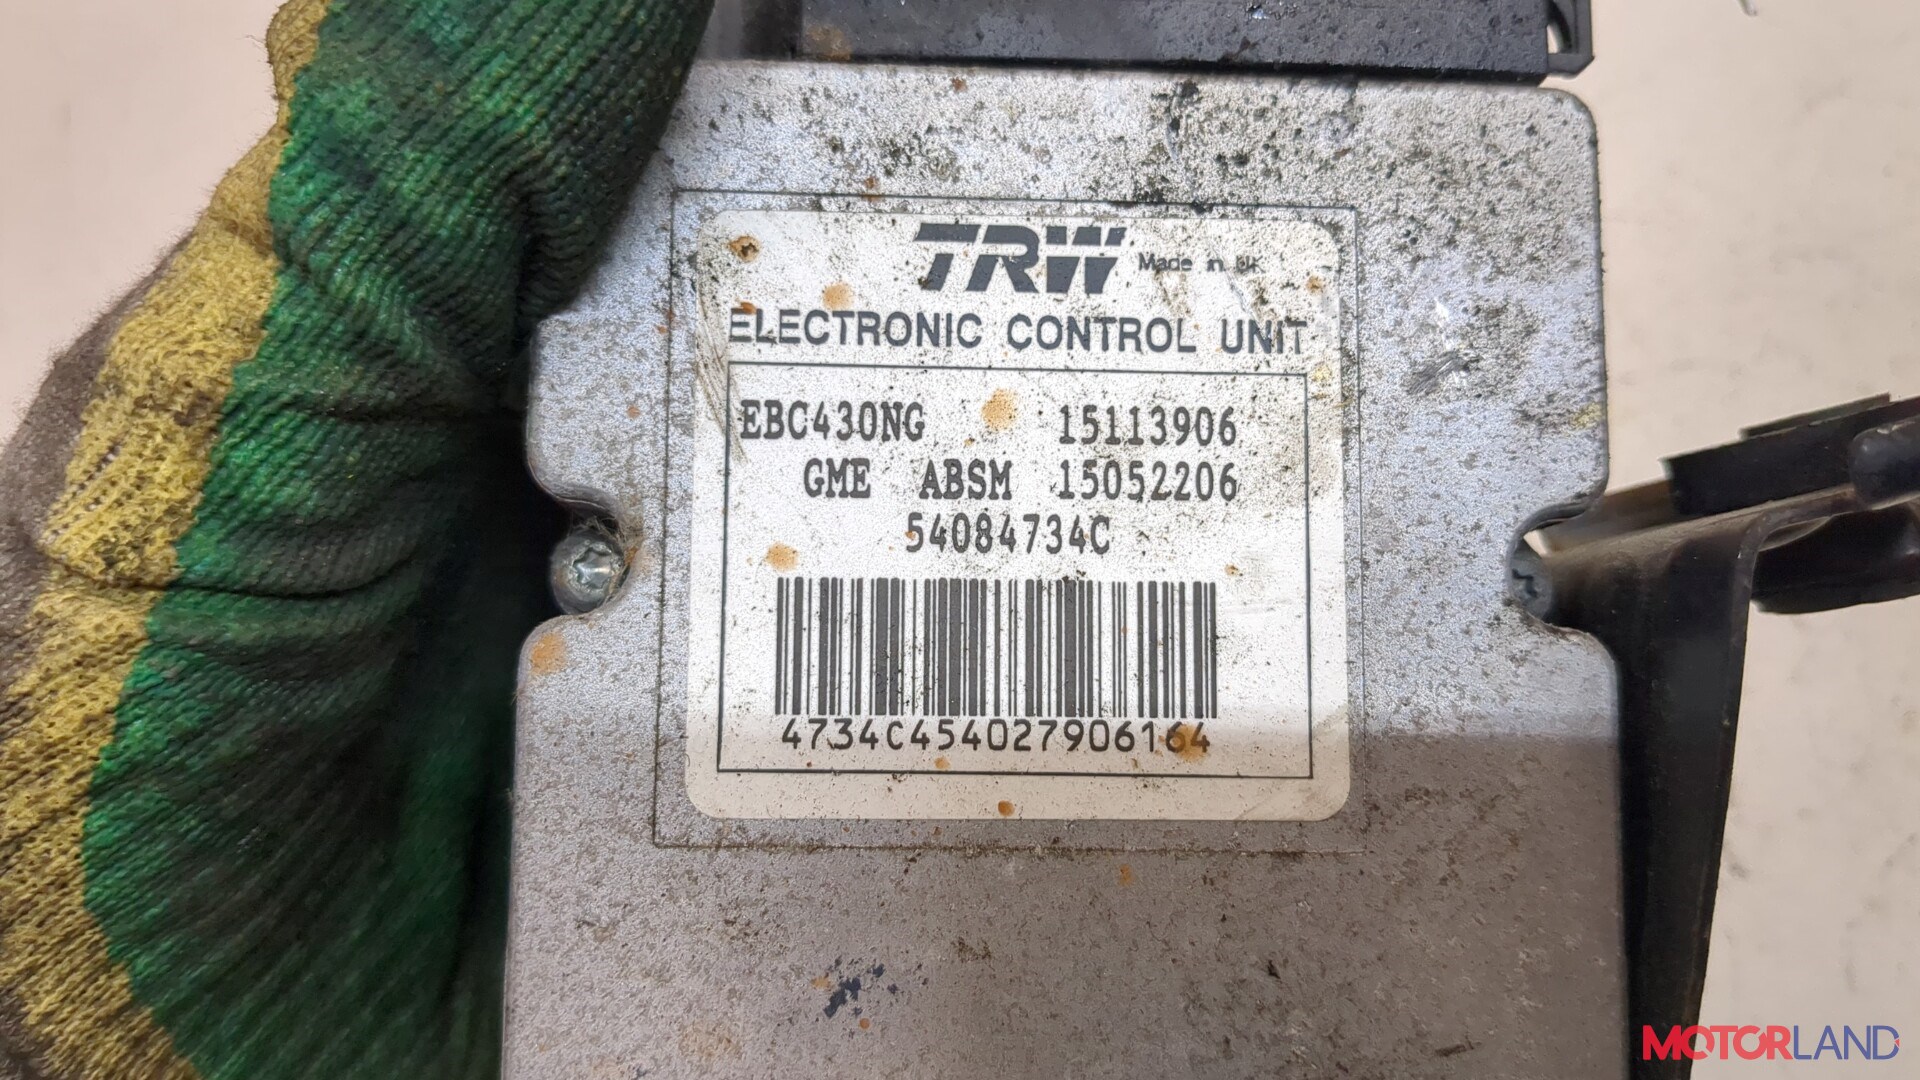 TRW Made in UK
ELECTRONIC CONTROL UNIT
EBC430NG 15113906
GME ABSM 15052206
54084734C
4734C454027906164
MOTORLAND